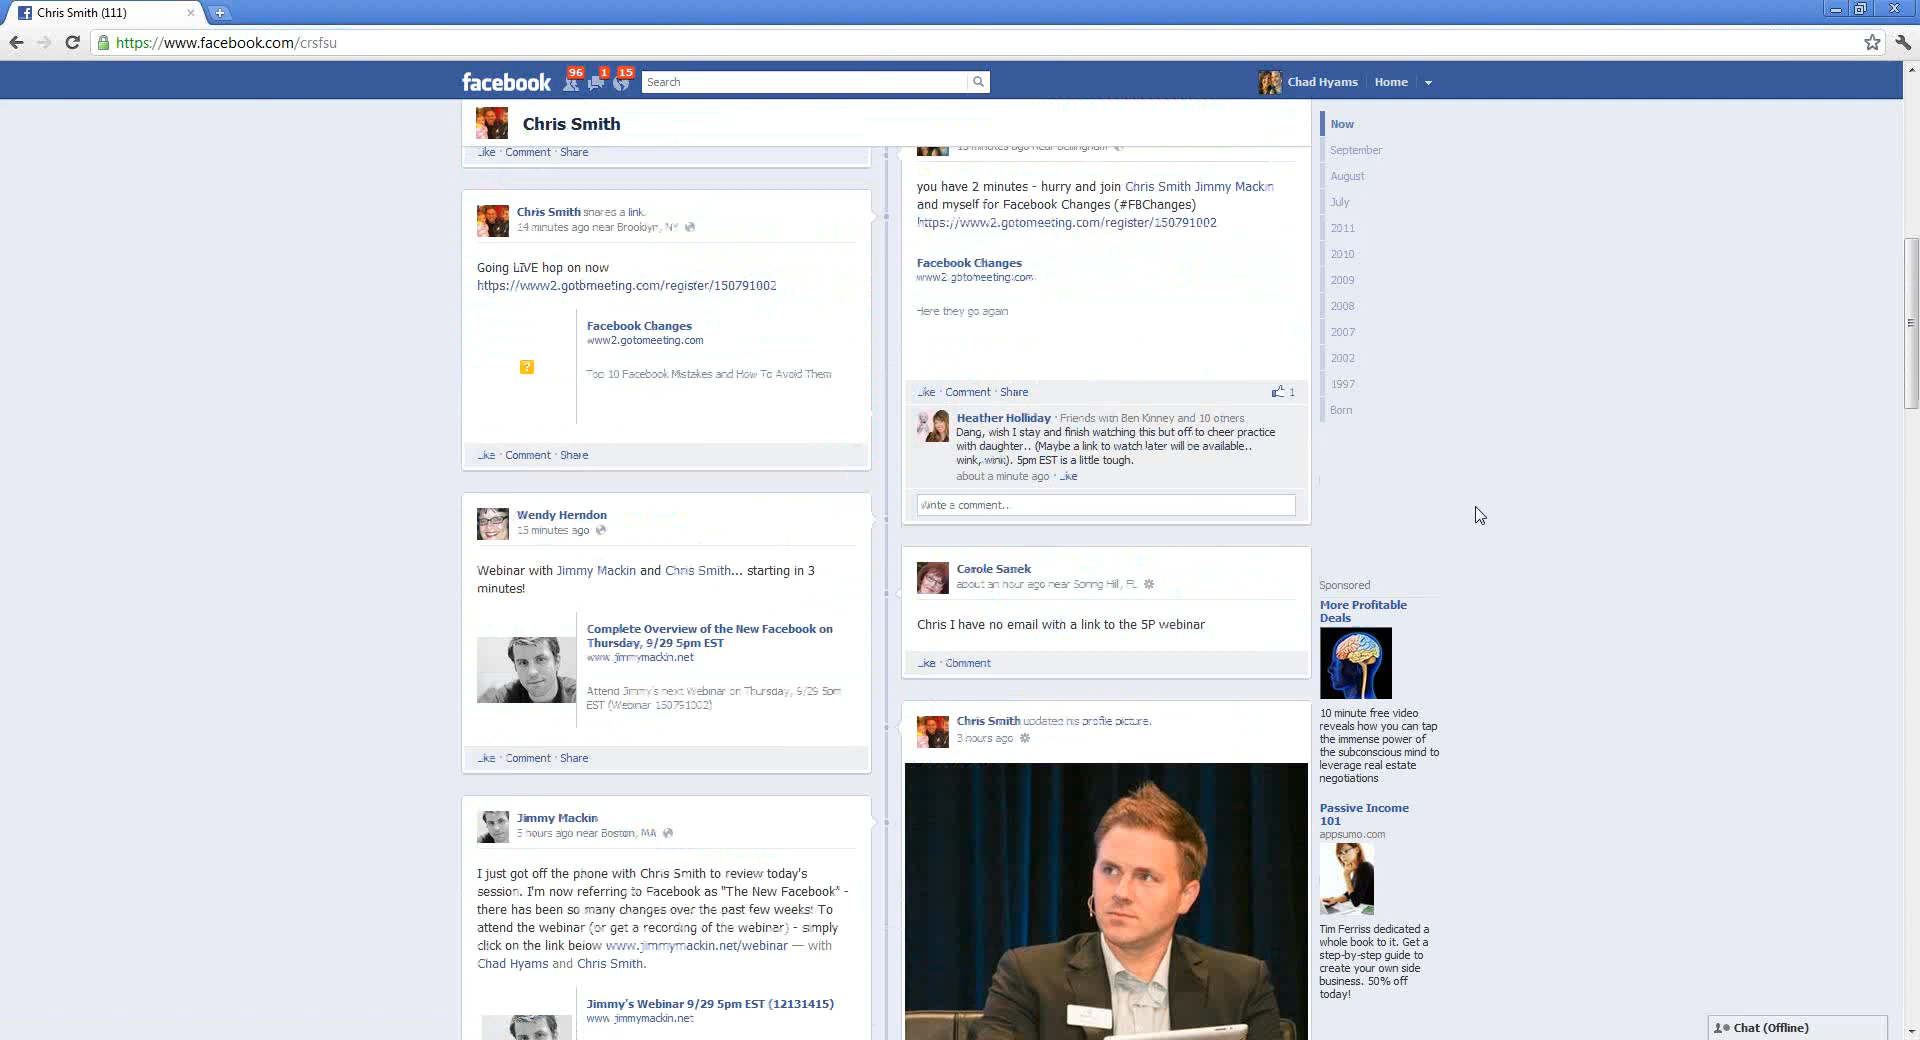 Chris Smith (111)
https://www.facebook.com/crsfsu
facebook
96
1
15
Search
Chad Hyams
Home
Chris Smith
Like · Comment · Share
Chris Smith shared a link.
14 minutes ago near Brooklyn, NY
Going LIVE hop on now
https://www2.gotomeeting.com/register/150791002
Facebook Changes
www2.gotomeeting.com
Top 10 Facebook Mistakes and How To Avoid Them
Like · Comment · Share
Wendy Herndon
15 minutes ago
Webinar with Jimmy Mackin and Chris Smith... starting in 3
minutes!
Complete Overview of the New Facebook on
Thursday, 9/29 5pm EST
www.jimmymackin.net
Attend Jimmy's next Webinar on Thursday, 9/29 5pm
EST (Webinar 150791002)
Like · Comment · Share
Jimmy Mackin
5 hours ago near Boston, MA
I just got off the phone with Chris Smith to review today's
session. I'm now referring to Facebook as "The New Facebook" -
there has been so many changes over the past few weeks! To
attend the webinar (or get a recording of the webinar) - simply
click on the link below www.jimmymackin.net/webinar — with
Chad Hyams and Chris Smith.
Jimmy's Webinar 9/29 5pm EST (12131415)
www.jimmymackin.net
minutes ago near Bellingham
you have 2 minutes - hurry and join Chris Smith Jimmy Mackin
and myself for Facebook Changes (#FBChanges)
https://www2.gotomeeting.com/register/150791002
Facebook Changes
www2.gotomeeting.com
Here they go again
Like · Comment · Share
1
Heather Holliday · Friends with Ben Kinney and 10 others
Dang, wish I stay and finish watching this but off to cheer practice
with daughter.. (Maybe a link to watch later will be available..
wink, wink). 5pm EST is a little tough.
about a minute ago · Like
Write a comment...
Carole Sanek
about an hour ago near Spring Hill, FL
Chris I have no email with a link to the 5P webinar
Like · Comment
Chris Smith updated his profile picture.
3 hours ago
Now
September
August
July
2011
2010
2009
2008
2007
2002
1997
Born
Sponsored
More Profitable
Deals
10 minute free video
reveals how you can tap
the immense power of
the subconscious mind to
leverage real estate
negotiations
Passive Income
101
appsumo.com
Tim Ferriss dedicated a
whole book to it. Get a
step-by-step guide to
create your own side
business. 50% off
today!
Chat (Offline)